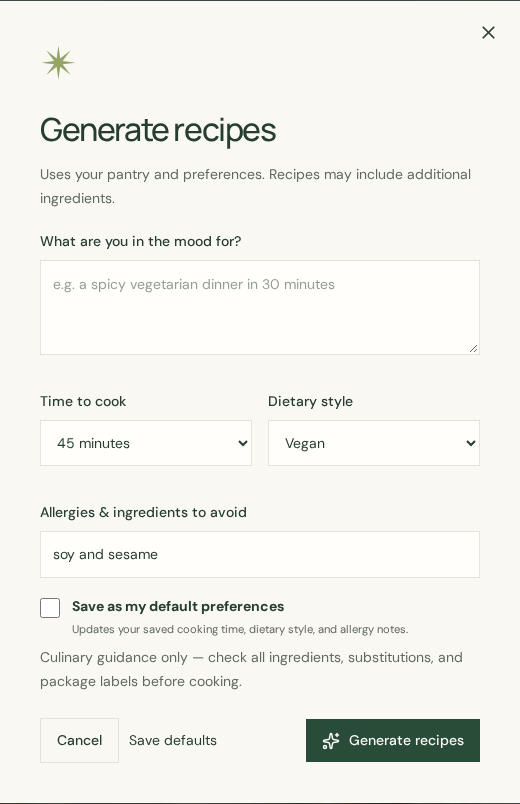 Generate recipes
Uses your pantry and preferences. Recipes may include additional
ingredients.
What are you in the mood for?
e.g. a spicy vegetarian dinner in 30 minutes
Time to cook
Dietary style
45 minutes
Vegan
Allergies & ingredients to avoid
soy and sesame
Save as my default preferences
Updates your saved cooking time, dietary style, and allergy notes.
Culinary guidance only — check all ingredients, substitutions, and
package labels before cooking.
Cancel
Save defaults
Generate recipes